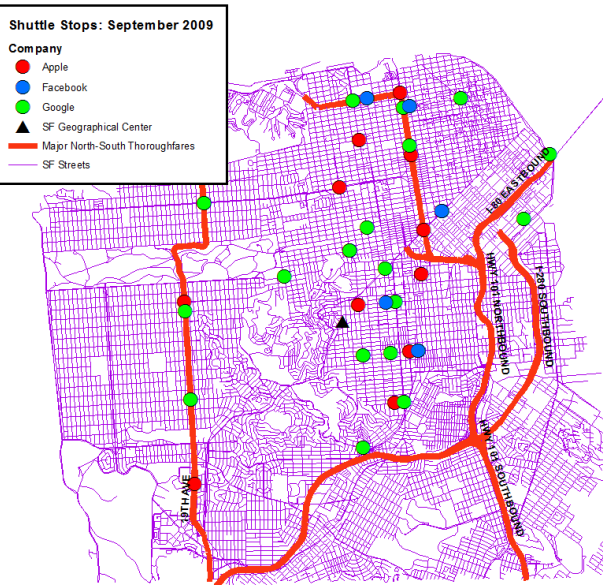 Shuttle Stops: September 2009
Company
Apple
Facebook
Google
SF Geographical Center
Major North-South Thoroughfares
SF Streets
I-80 EASTBOUND
HWY 101 NORTHBOUND
I-280 SOUTHBOUND
HWY 101 SOUTHBOUND
19TH AVE